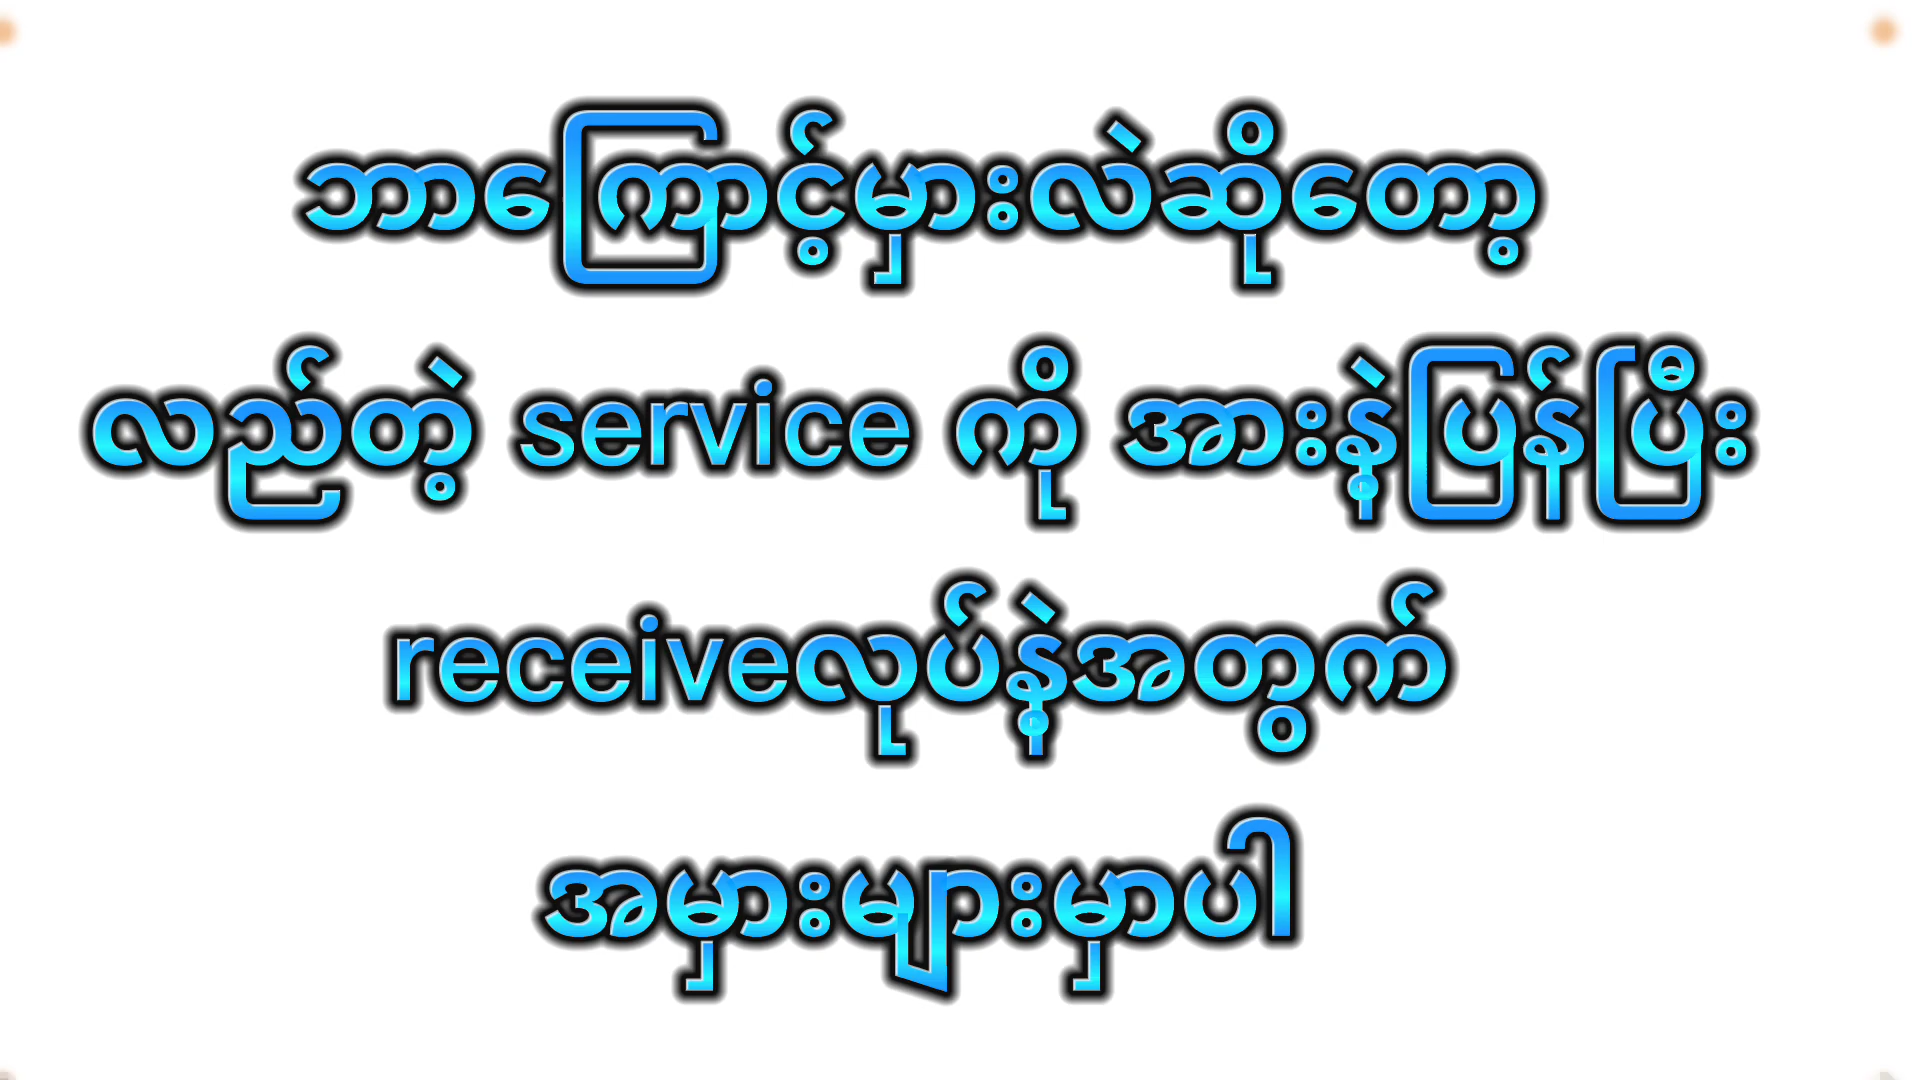 ဘာကြောင့်မှားလဲဆိုတော့
လည်တဲ့ service ကို အားနဲ့ပြန်ပြီး
receiveလုပ်နဲ့အတွက်
အမှားများမှာပါ